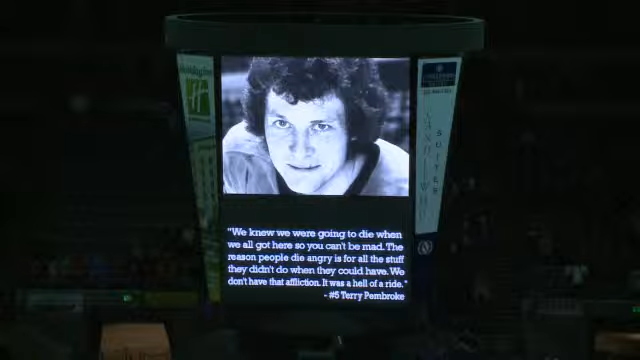 "We knew we were going to die when
we all got here so you can't be mad. The
reason people die angry is for all the stuff
they didn't do when they could have. We
don't have that affliction. It was a hell of a ride."
- #5 Terry Pembroke
SUITES